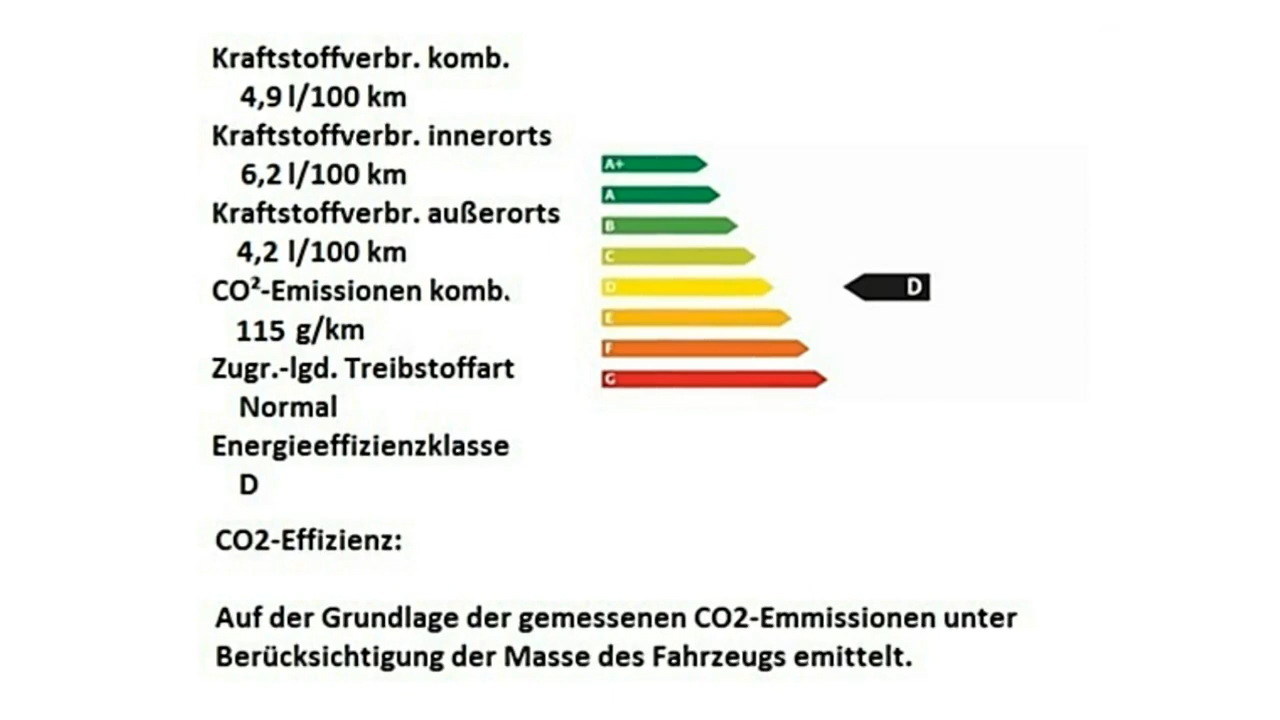 Kraftstoffverbr. komb.
4,9 l/100 km
Kraftstoffverbr. innerorts
6,2 l/100 km
Kraftstoffverbr. außerorts
4,2 l/100 km
CO²-Emissionen komb.
115 g/km
Zugr.-lgd. Treibstoffart
Normal
Energieeffizienzklasse
D
A+
A
B
C
D
E
F
G
D
CO2-Effizienz:
Auf der Grundlage der gemessenen CO2-Emmissionen unter
Berücksichtigung der Masse des Fahrzeugs emittelt.